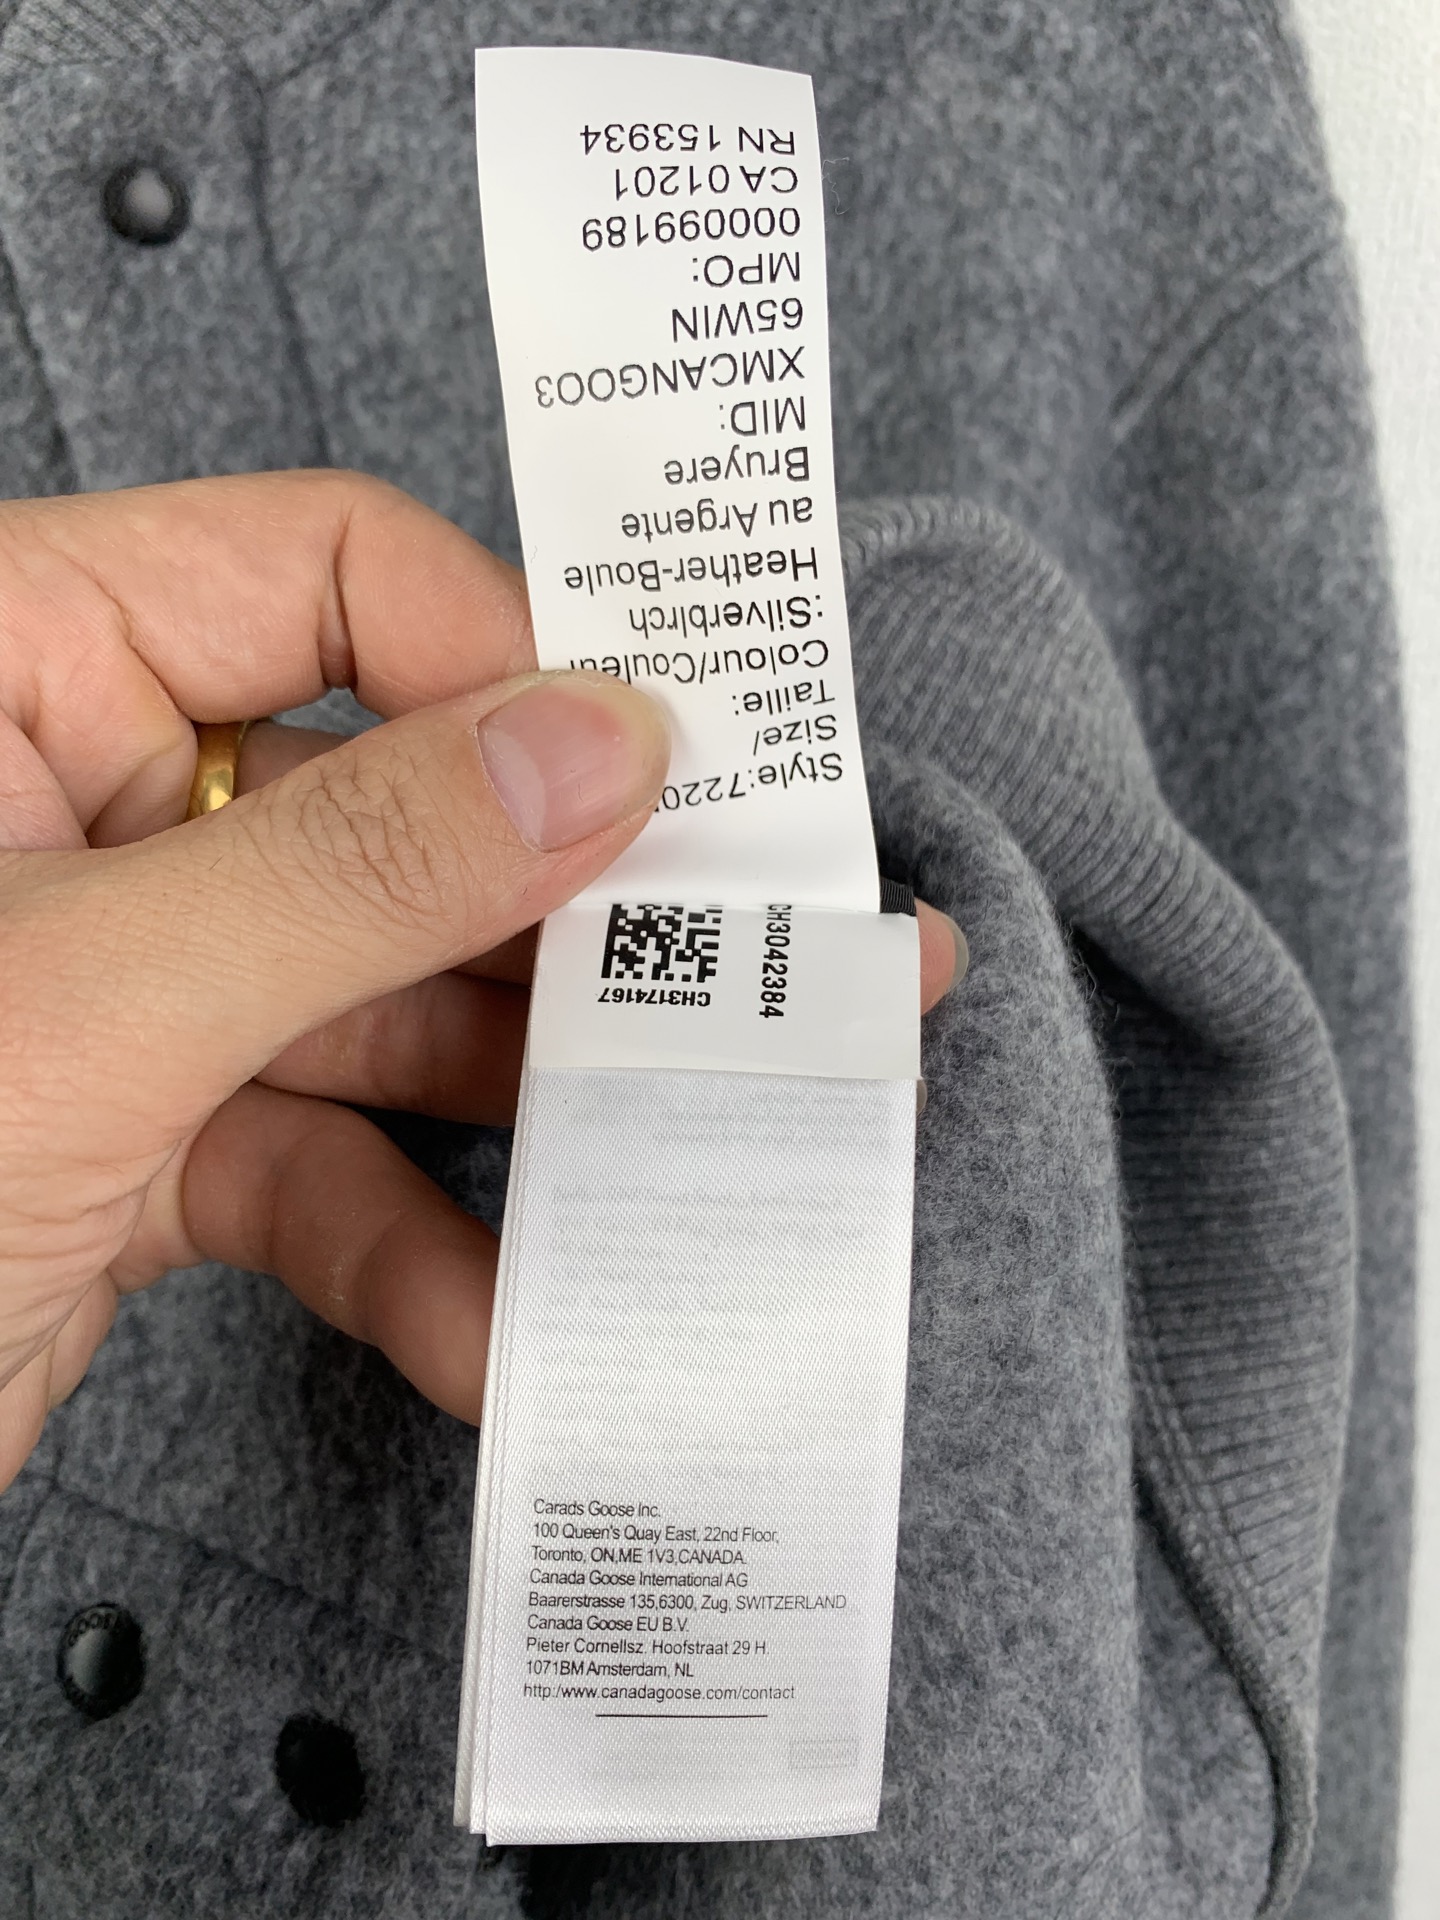 Style:7220
Size/
Taille:
Colour/Couleur
:Silverblrch
Heather-Boule
au Argente
Bruyere
MID:
XMCANGOO3
65WIN
MPO:
000099189
CA 01201
RN 153934
CH3174167
CH3042384
Carads Goose Inc.
100 Queen's Quay East, 22nd Floor,
Toronto, ON,ME 1V3,CANADA.
Canada Goose International AG
Baarerstrasse 135,6300, Zug, SWITZERLAND
Canada Goose EU B.V.
Pieter Cornellsz. Hoofstraat 29 H.
1071BM Amsterdam, NL
http:/www.canadagoose.com/contact